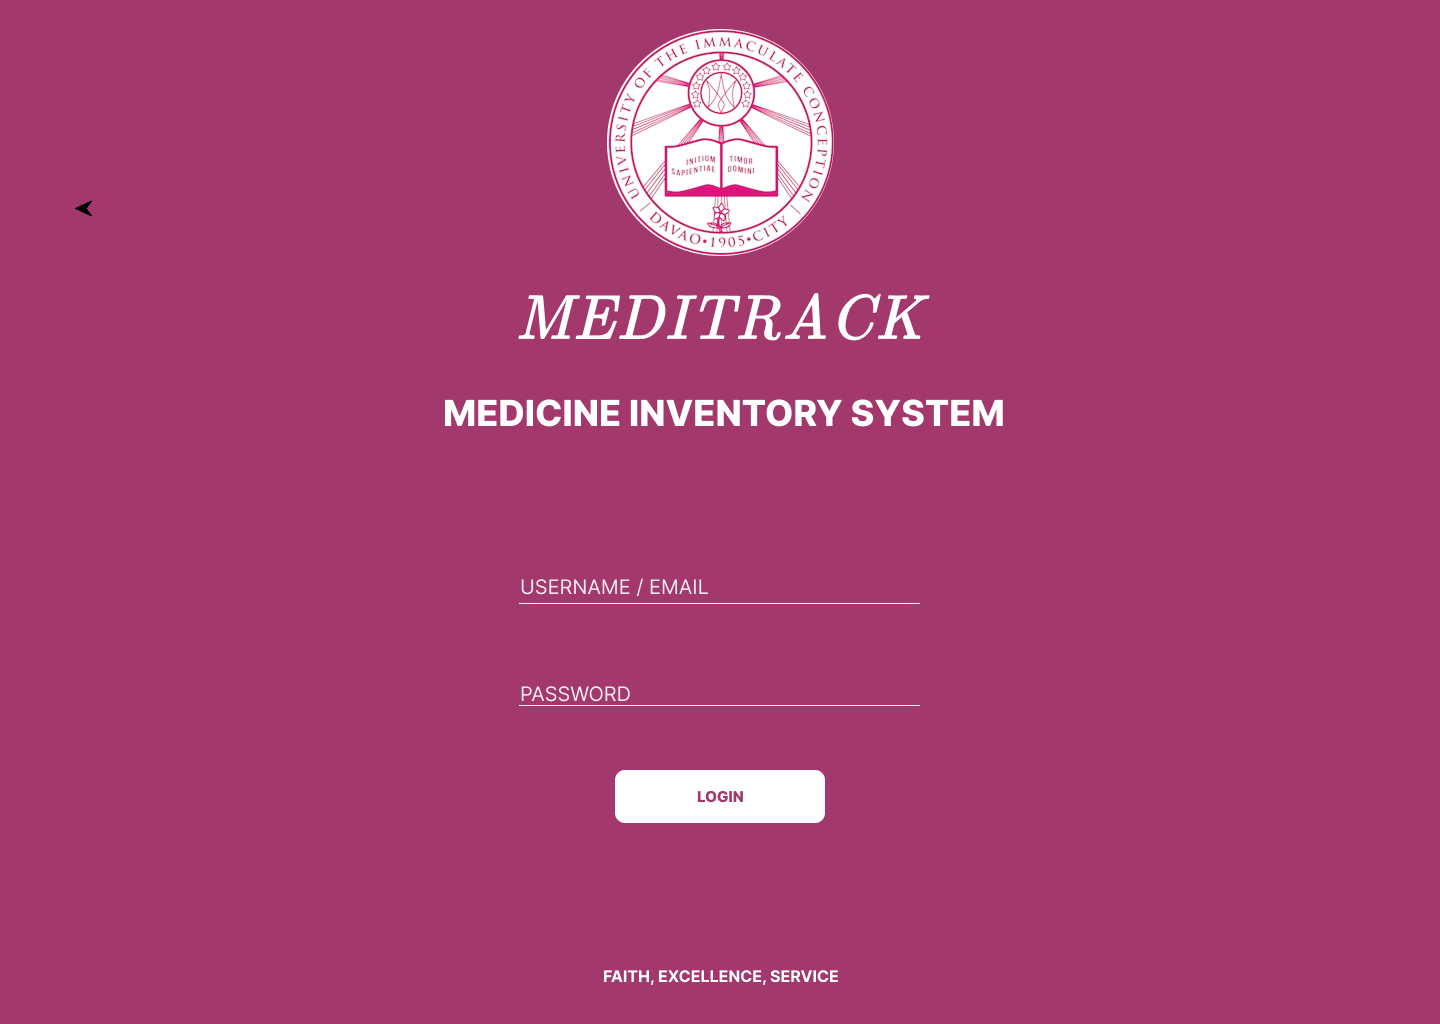 UNIVERSITY OF THE IMMACULATE CONCEPTION
INITIUM TIMOR
SAPIENTIAE DOMINI
DAVAO • 1905 • CITY
MEDITRACK
MEDICINE INVENTORY SYSTEM
USERNAME / EMAIL
PASSWORD
LOGIN
FAITH, EXCELLENCE, SERVICE